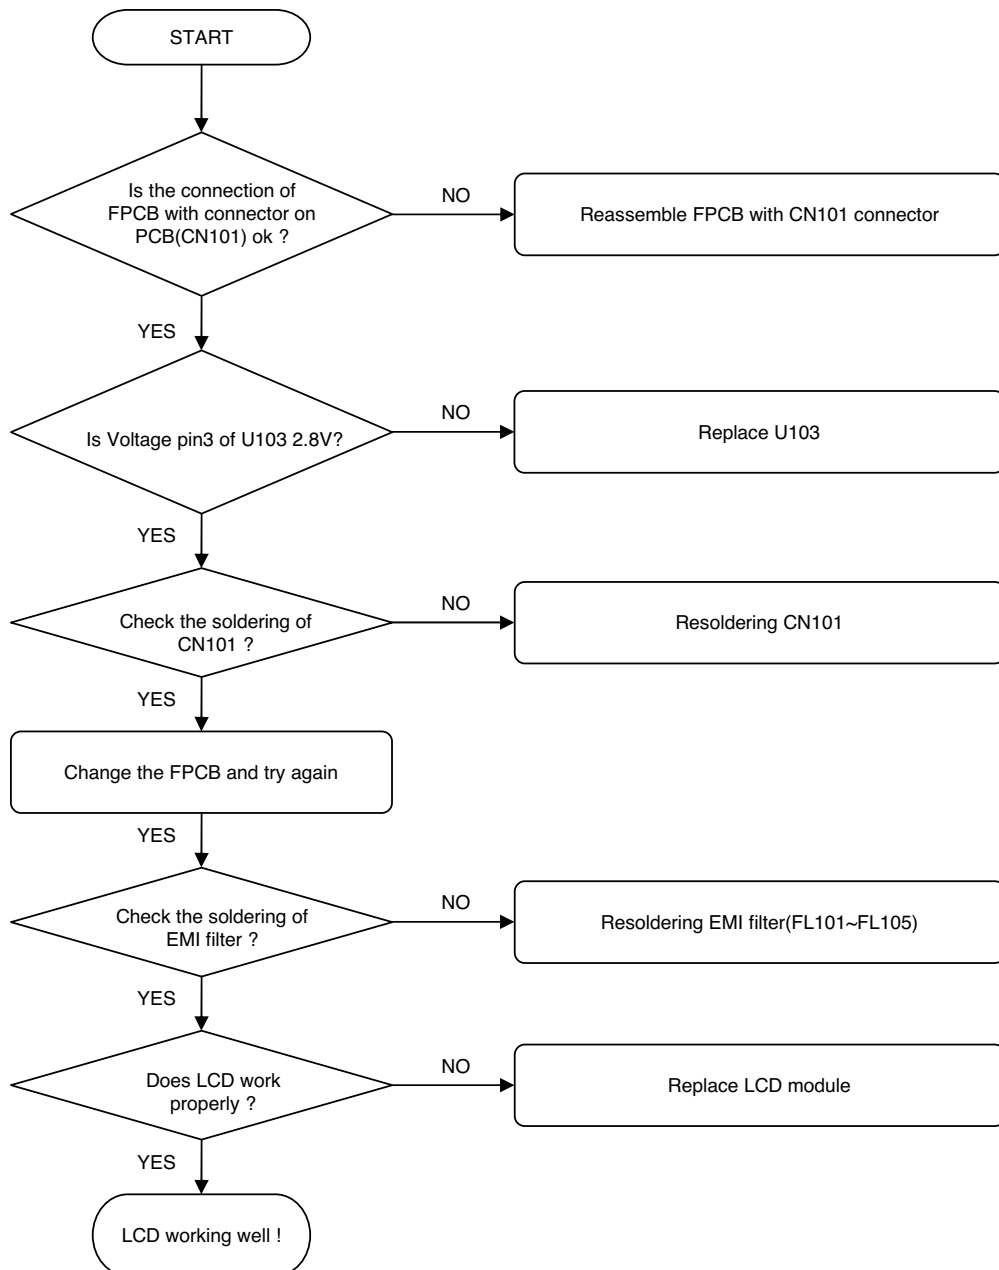 START
Is the connection of
FPCB with connector on
PCB(CN101) ok ?
NO
Reassemble FPCB with CN101 connector
YES
Is Voltage pin3 of U103 2.8V?
NO
Replace U103
YES
Check the soldering of
CN101 ?
NO
Resoldering CN101
YES
Change the FPCB and try again
YES
Check the soldering of
EMI filter ?
NO
Resoldering EMI filter(FL101~FL105)
YES
Does LCD work
properly ?
NO
Replace LCD module
YES
LCD working well !